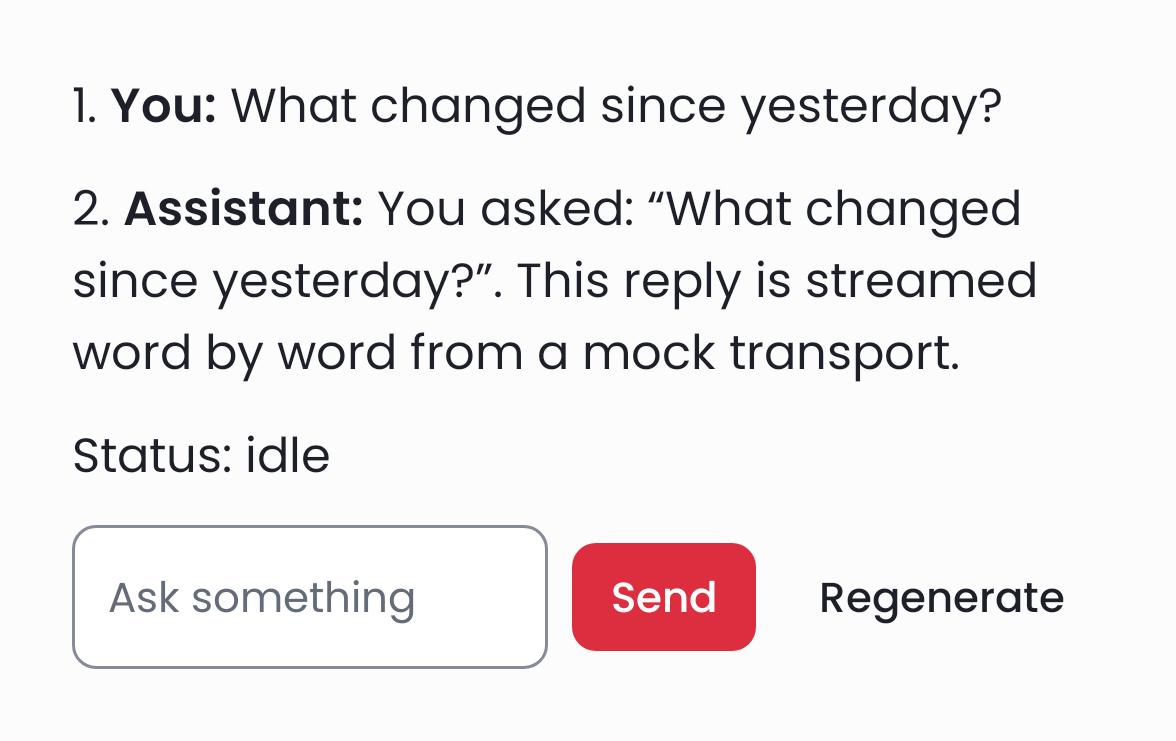 1. You: What changed since yesterday?
2. Assistant: You asked: “What changed
since yesterday?”. This reply is streamed
word by word from a mock transport.
Status: idle
Ask something
Send
Regenerate